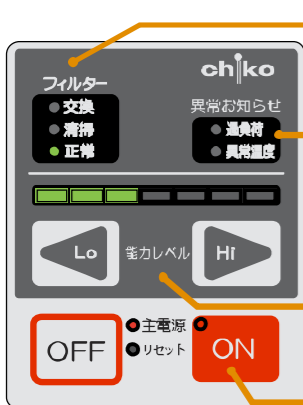 chiko
フィルター
異常お知らせ
交換
清掃
正常
過負荷
異常温度
Lo
能力レベル
Hi
OFF
主電源
リセット
ON